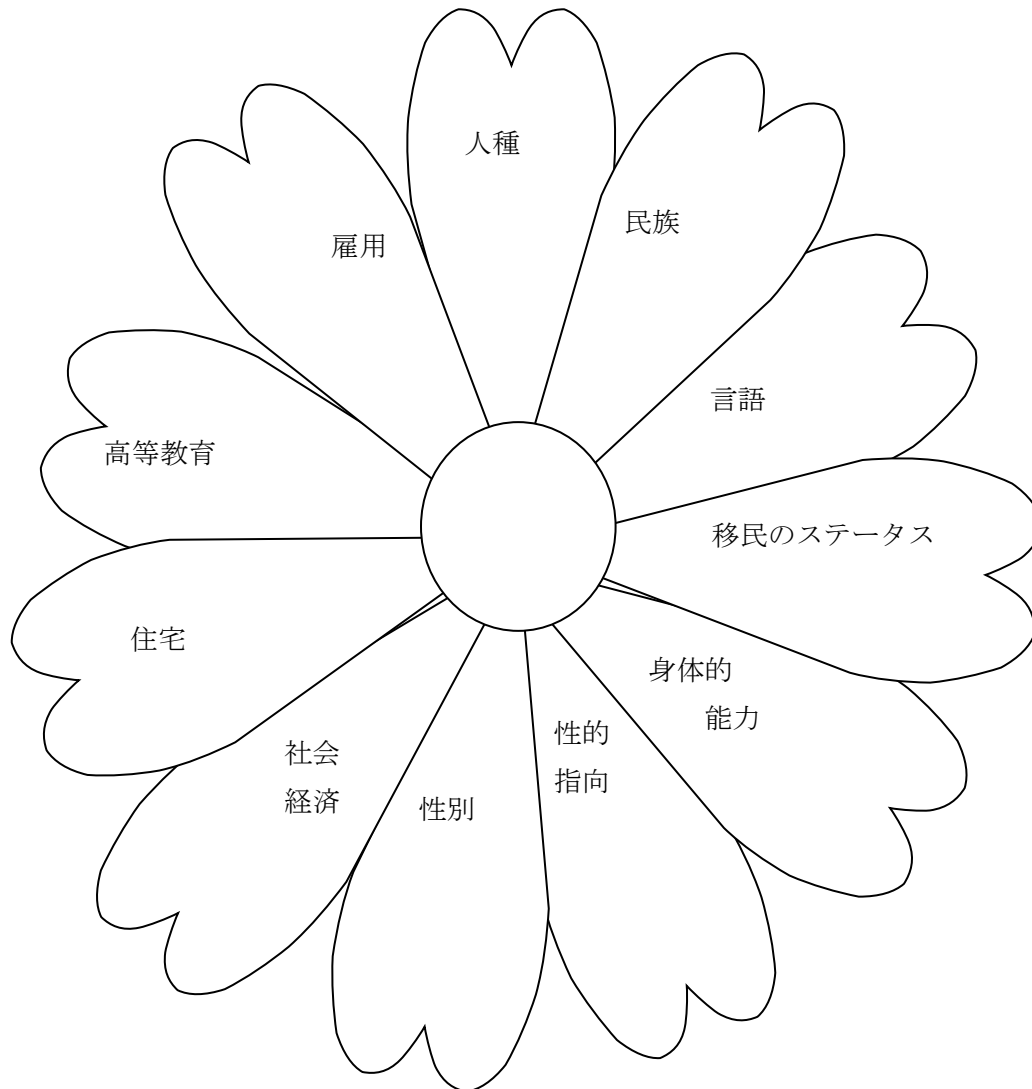 人種
民族
言語
移民のステータス
身体的
能力
性的
指向
性別
社会
経済
住宅
高等教育
雇用